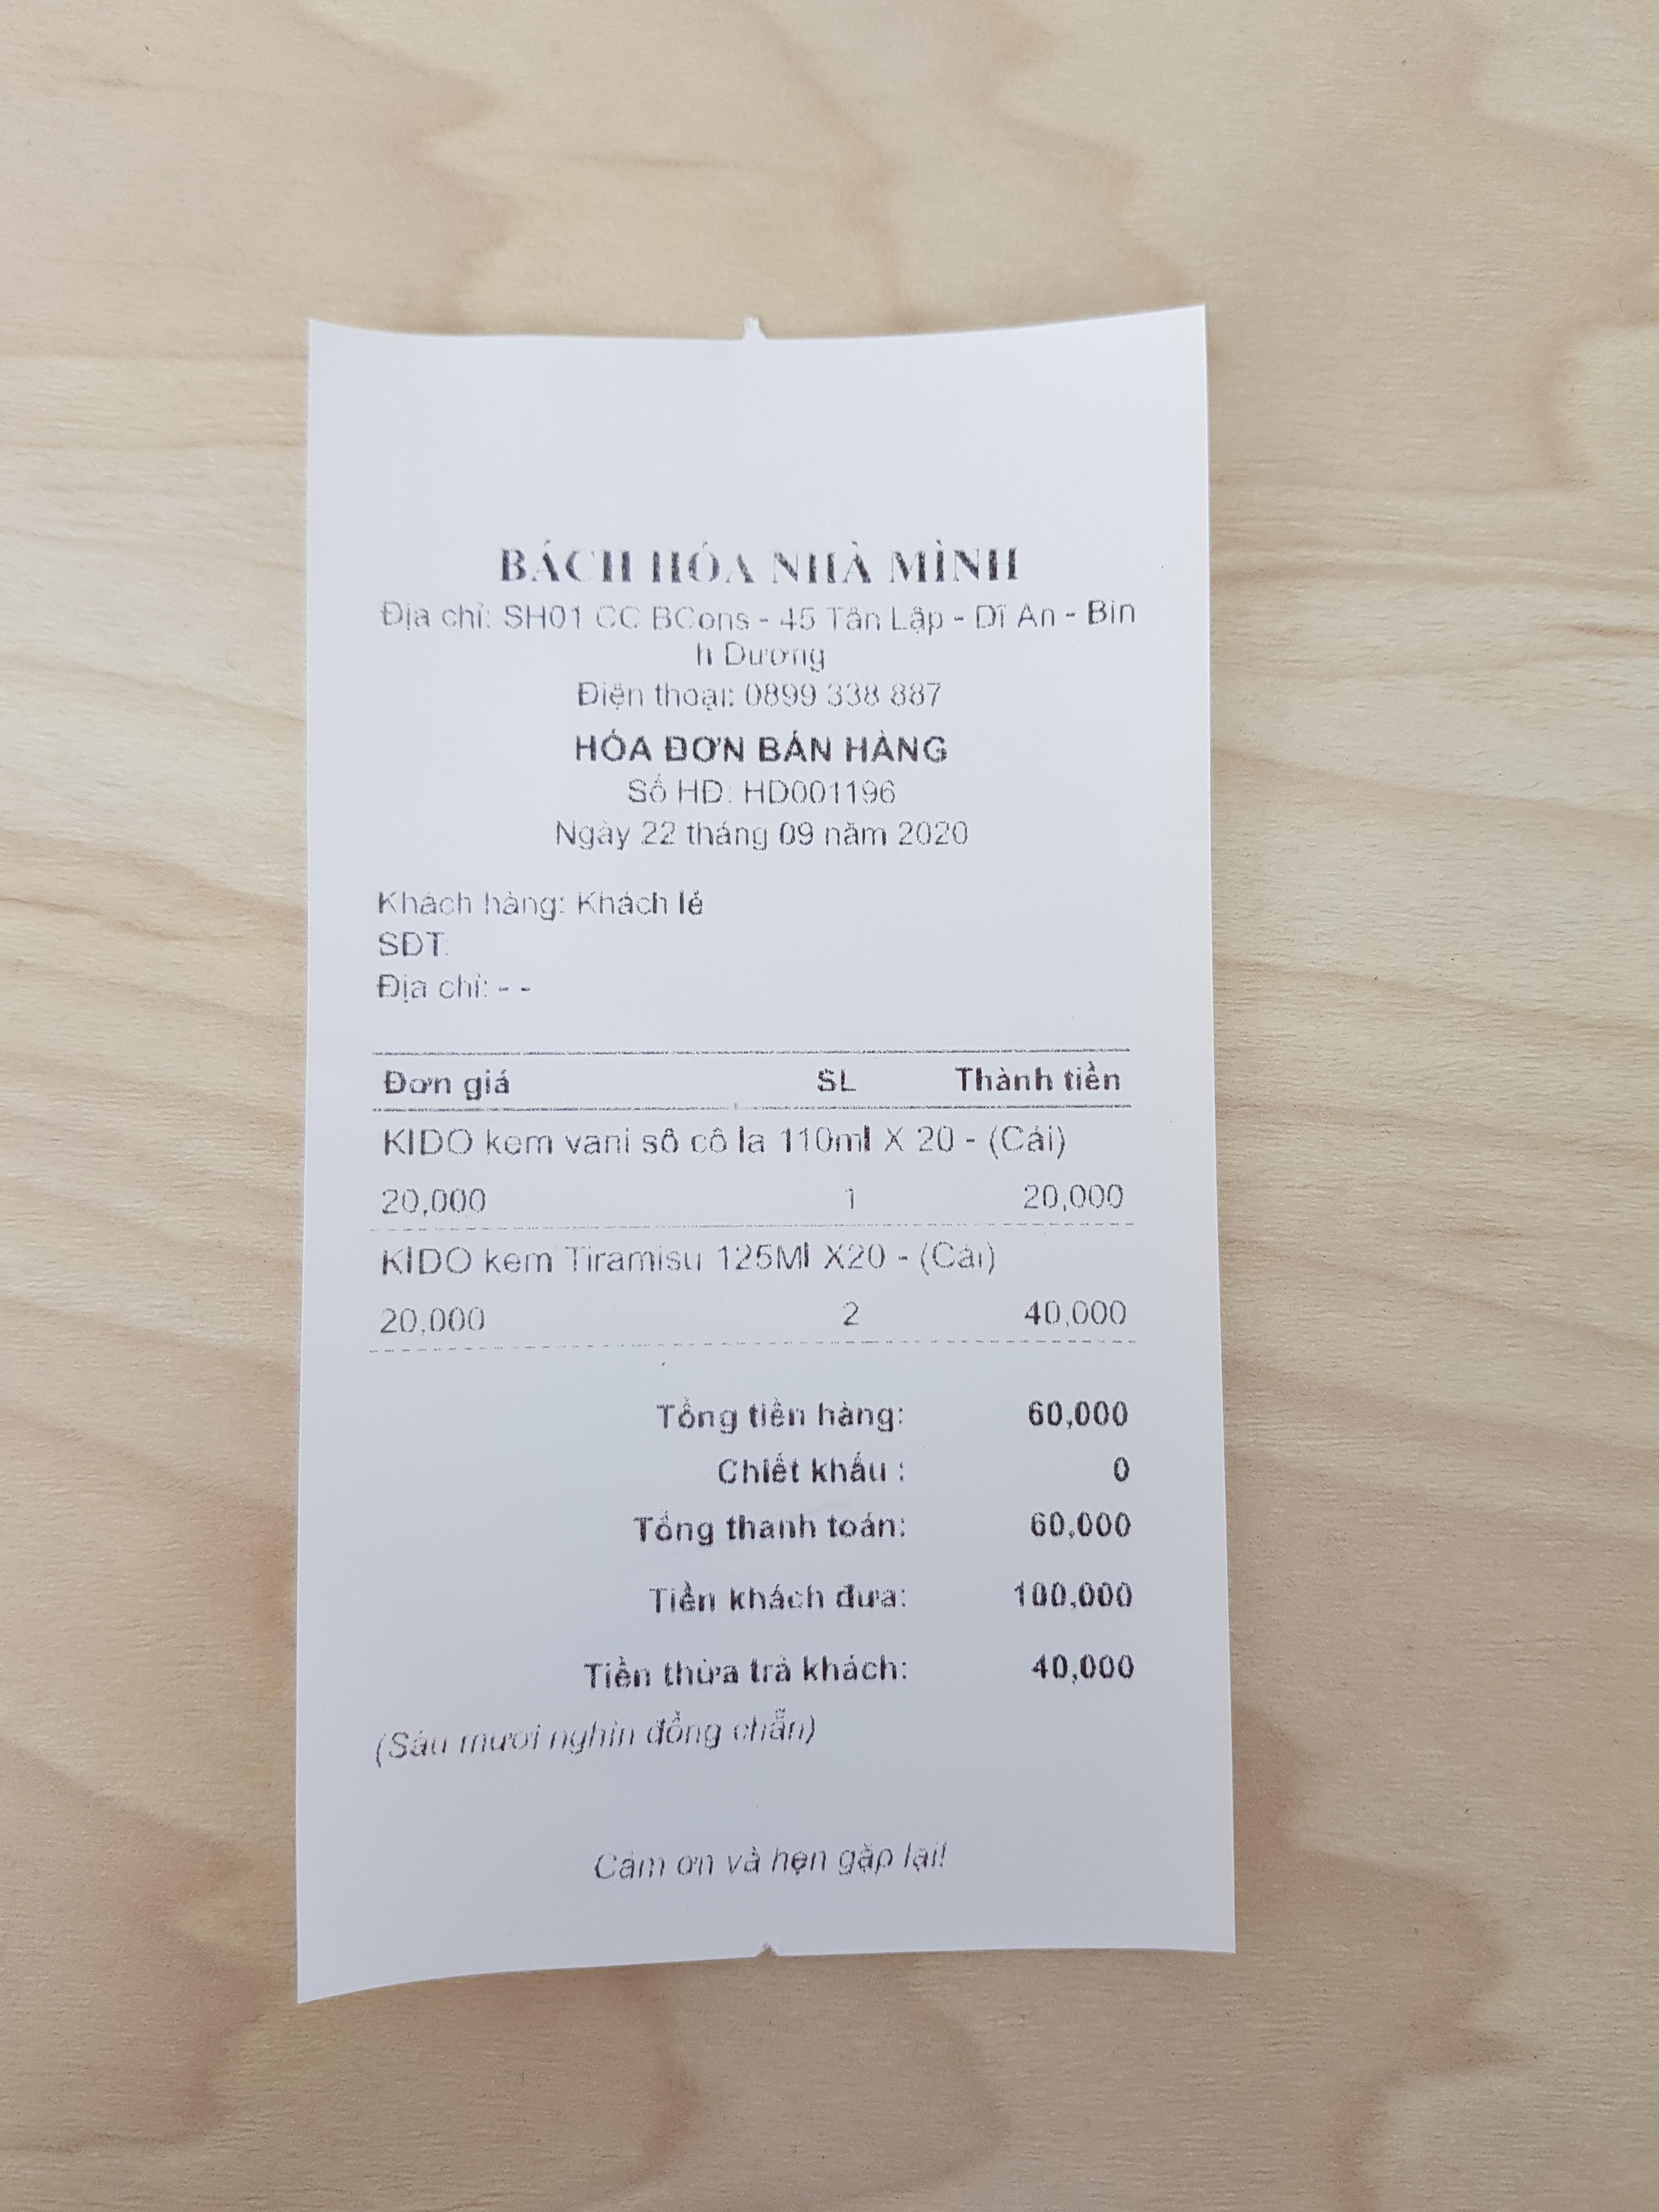 BÁCH HÓA NHÀ MÌNH
Địa chỉ: SH01 CC BCons - 45 Tân Lập - Dĩ An - Bìn
h Dương
Điện thoại: 0899 338 887
HÓA ĐƠN BÁN HÀNG
Số HD: HD001196
Ngày 22 tháng 09 năm 2020
Khách hàng: Khách lẻ
SDT:
Địa chỉ: - -
Đơn giá SL Thành tiền
KIDO kem vani sô cô la 110ml X 20 - (Cái)
20,000 1 20,000
KIDO kem Tiramisu 125Ml X20 - (Cái)
20,000 2 40,000
Tổng tiền hàng: 60,000
Chiết khấu : 0
Tổng thanh toán: 60,000
Tiền khách đưa: 100,000
Tiền thừa trả khách: 40,000
(Sáu mươi nghìn đồng chẵn)
Cám ơn và hẹn gặp lại!